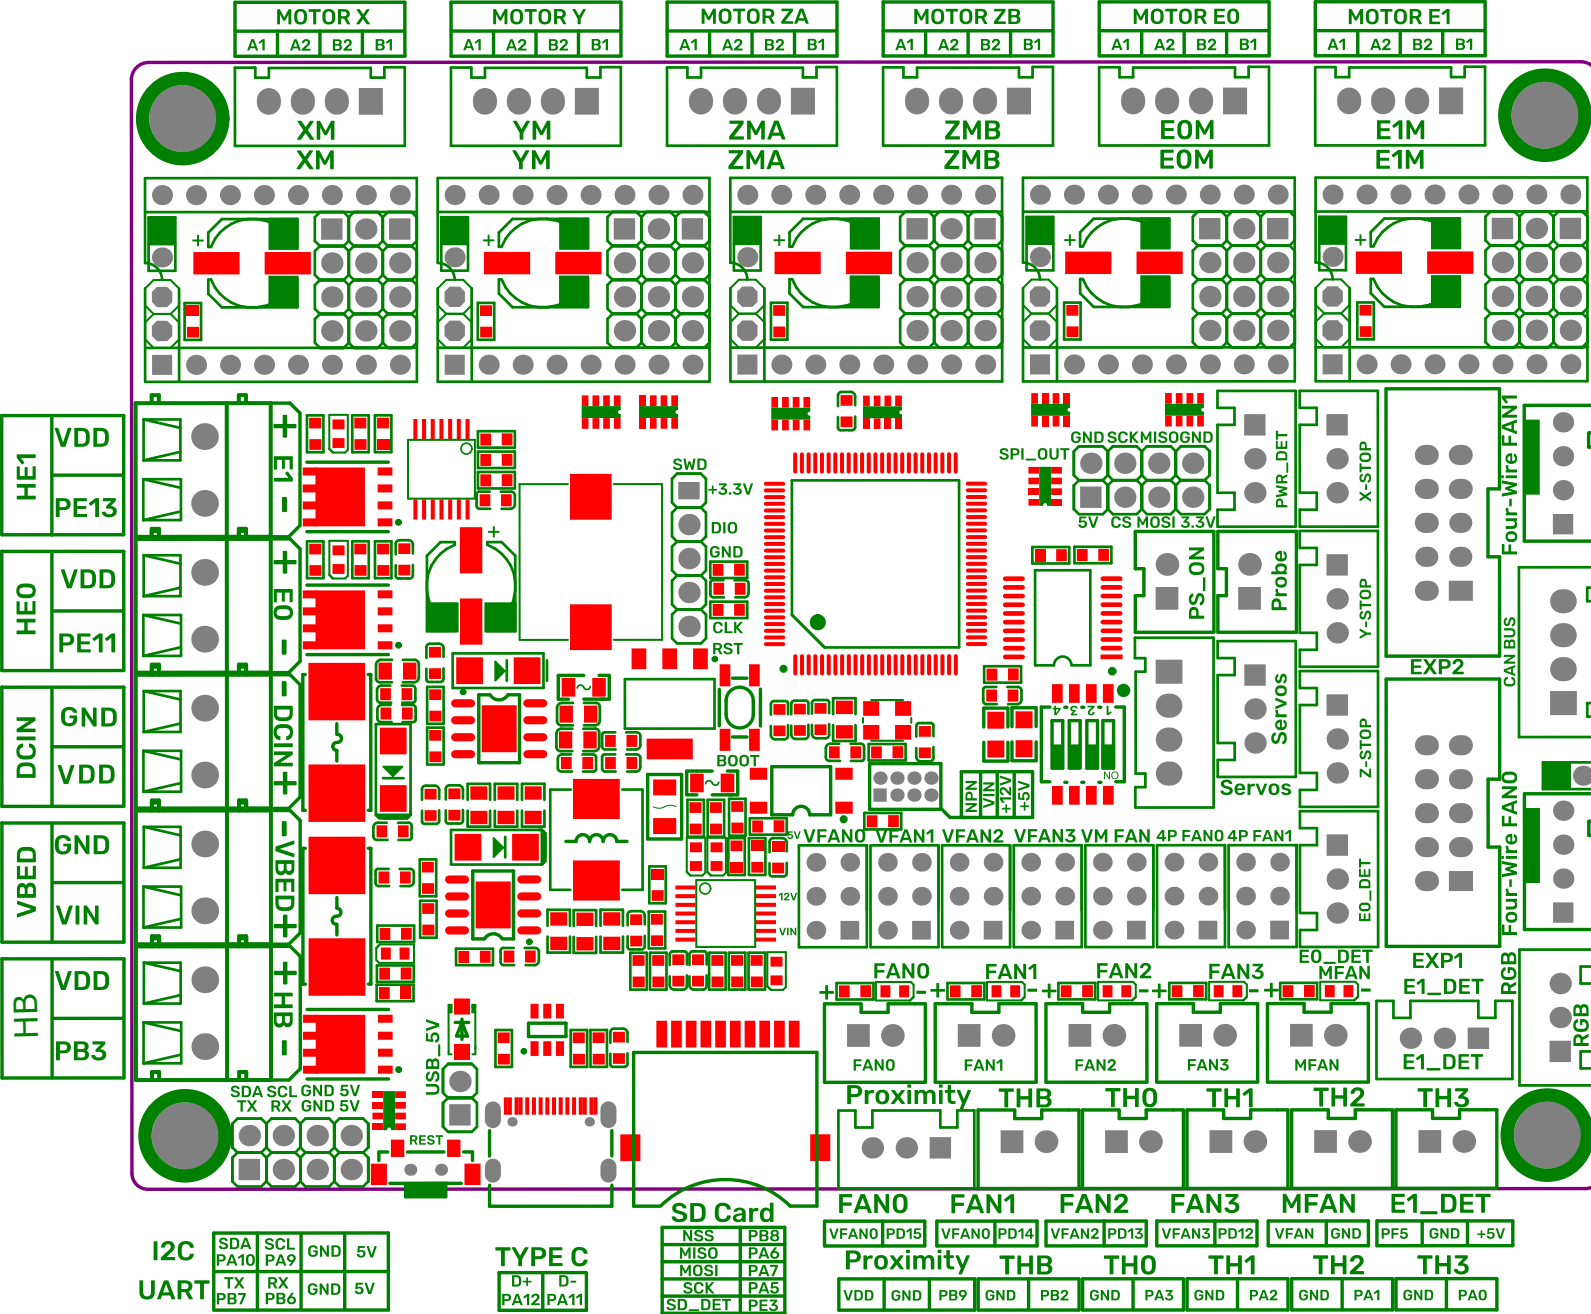 MOTOR X MOTOR Y MOTOR ZA MOTOR ZB MOTOR E0 MOTOR E1
A1 A2 B2 B1 A1 A2 B2 B1 A1 A2 B2 B1 A1 A2 B2 B1 A1 A2 B2 B1 A1 A2 B2 B1
XM YM ZMA ZMB E0M E1M
XM YM ZMA ZMB E0M E1M
+ + + + +
HE1
VDD
PE13
+ E1 -
HE0
VDD
PE11
+ E0 -
DCIN
GND
VDD
- DCIN +
VBED
GND
VIN
-VBED+
HB
VDD
PB3
+ HB -
+
SWD
+3.3V
DIO
GND
CLK
RST
BOOT
SPI_OUT
GND SCK MISO GND
5V CS MOSI 3.3V
PWR_DET
X-STOP
PS_ON
Probe
Y-STOP
Servos
Servos
Z-STOP
E0_DET
E0_DET
EXP2
EXP1
Four-Wire FAN1
CAN BUS
Four-Wire FAN0
RGB
RGB
4 3 2 1
NO
NPN
VIN
+12V
+5V
VFAN0 VFAN1 VFAN2 VFAN3 VM FAN 4P FAN0 4P FAN1
5V
12V
VIN
FAN0 FAN1 FAN2 FAN3 MFAN E1_DET
+ - + - + - + - + -
FAN0 FAN1 FAN2 FAN3 MFAN E1_DET
USB_5V
SDA SCL GND 5V
TX RX GND 5V
REST
Proximity THB TH0 TH1 TH2 TH3
SD Card
NSS PB8
MISO PA6
MOSI PA7
SCK PA5
SD_DET PE3
FAN0 FAN1 FAN2 FAN3 MFAN E1_DET
VFAN0 PD15 VFAN0 PD14 VFAN2 PD13 VFAN3 PD12 VFAN GND PF5 GND +5V
Proximity THB TH0 TH1 TH2 TH3
VDD GND PB9 GND PB2 GND PA3 GND PA2 GND PA1 GND PA0
I2C
SDA SCL GND 5V
PA10 PA9
UART
TX RX GND 5V
PB7 PB6
TYPE C
D+ D-
PA12 PA11